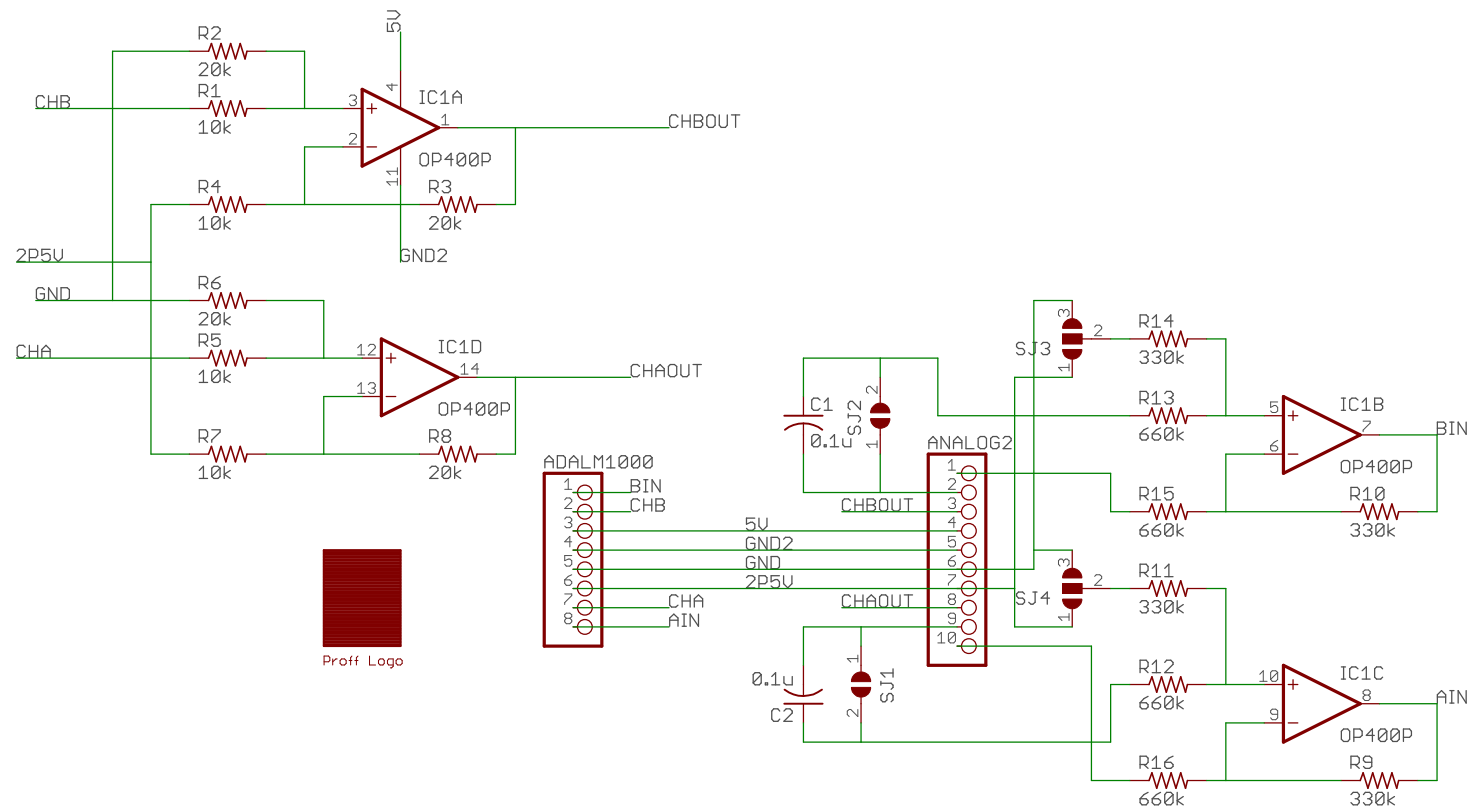 R2
20k
CHB
R1
10k
5V
4
3
+
2
−
11
IC1A
1
OP400P
CHBOUT
R4
10k
R3
20k
GND2
2P5V
GND
R6
20k
CHA
R5
10k
12
+
13
−
IC1D
14
OP400P
CHAOUT
R7
10k
R8
20k
Proff Logo
ADALM1000
1
BIN
2
CHB
3
5V
4
GND2
5
GND
6
2P5V
7
CHA
8
AIN
C1
0.1u
SJ2
2
1
ANALOG2
1
2
CHBOUT
3
4
5
6
7
CHAOUT
8
9
10
0.1u
C2
SJ1
1
2
SJ3
3
2
1
R14
330k
R13
660k
R15
660k
5
+
6
−
IC1B
7
OP400P
BIN
R10
330k
SJ4
3
2
1
R11
330k
R12
660k
R16
660k
10
+
9
−
IC1C
8
OP400P
AIN
R9
330k